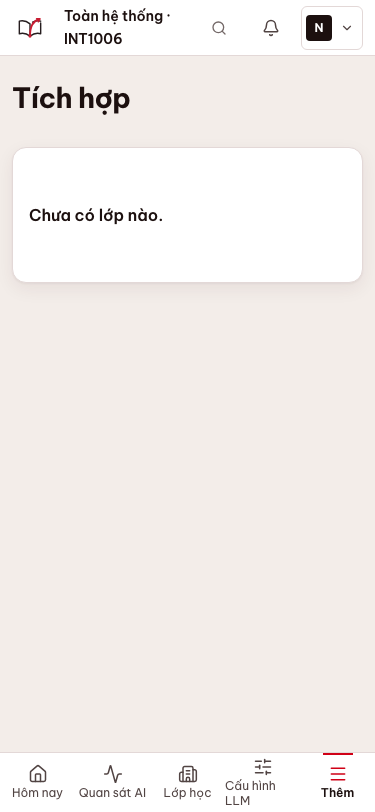 Toàn hệ thống ·
INT1006
N
Tích hợp
Chưa có lớp nào.
Hôm nay
Quan sát AI
Lớp học
Cấu hình
LLM
Thêm